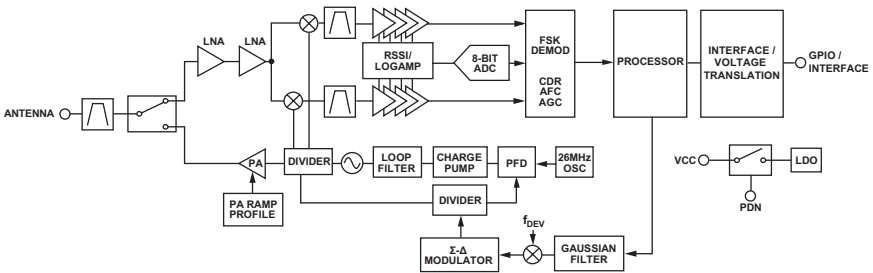 LNA
LNA
RSSI/
LOGAMP
8-BIT
ADC
FSK
DEMOD
CDR
AFC
AGC
PROCESSOR
INTERFACE /
VOLTAGE
TRANSLATION
GPIO /
INTERFACE
ANTENNA
PA
DIVIDER
LOOP
FILTER
CHARGE
PUMP
PFD
26MHz
OSC
VCC
LDO
PDN
PA RAMP
PROFILE
DIVIDER
fDEV
Σ-Δ
MODULATOR
GAUSSIAN
FILTER